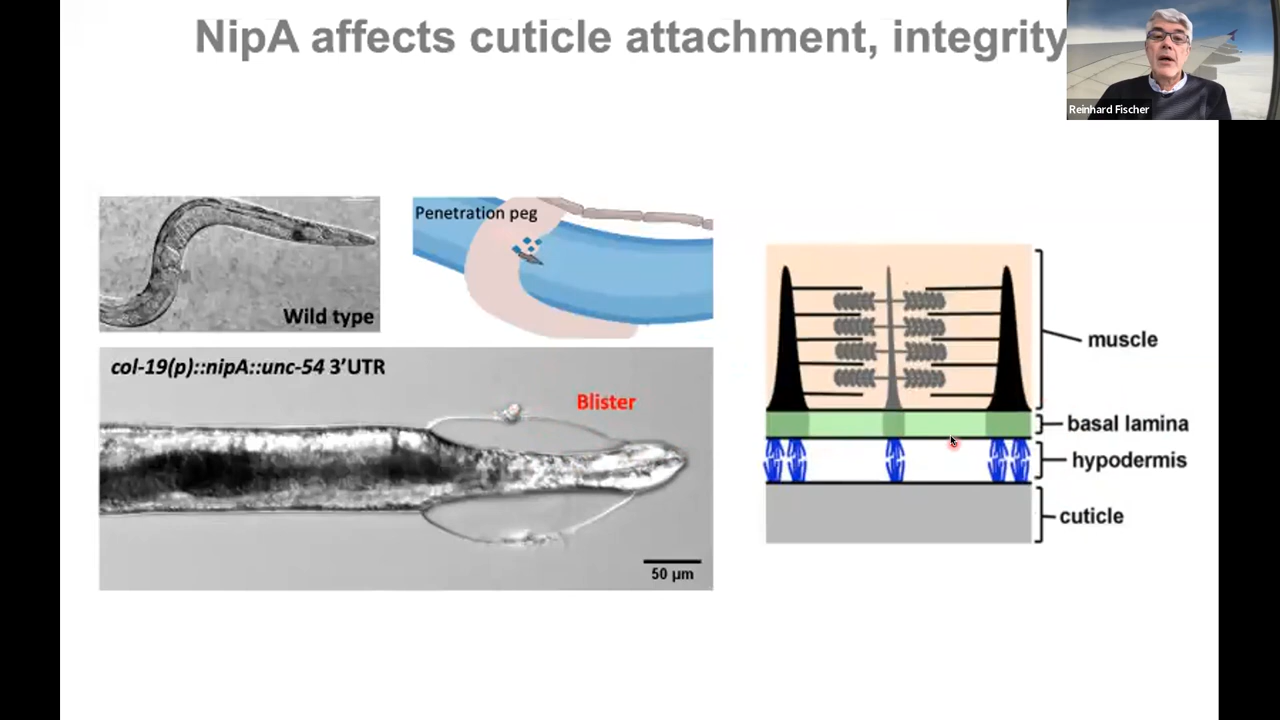 NipA affects cuticle attachment, integrity
Reinhard Fischer
Wild type
Penetration peg
col-19(p)::nipA::unc-54 3’UTR
Blister
50 µm
muscle
basal lamina
hypodermis
cuticle